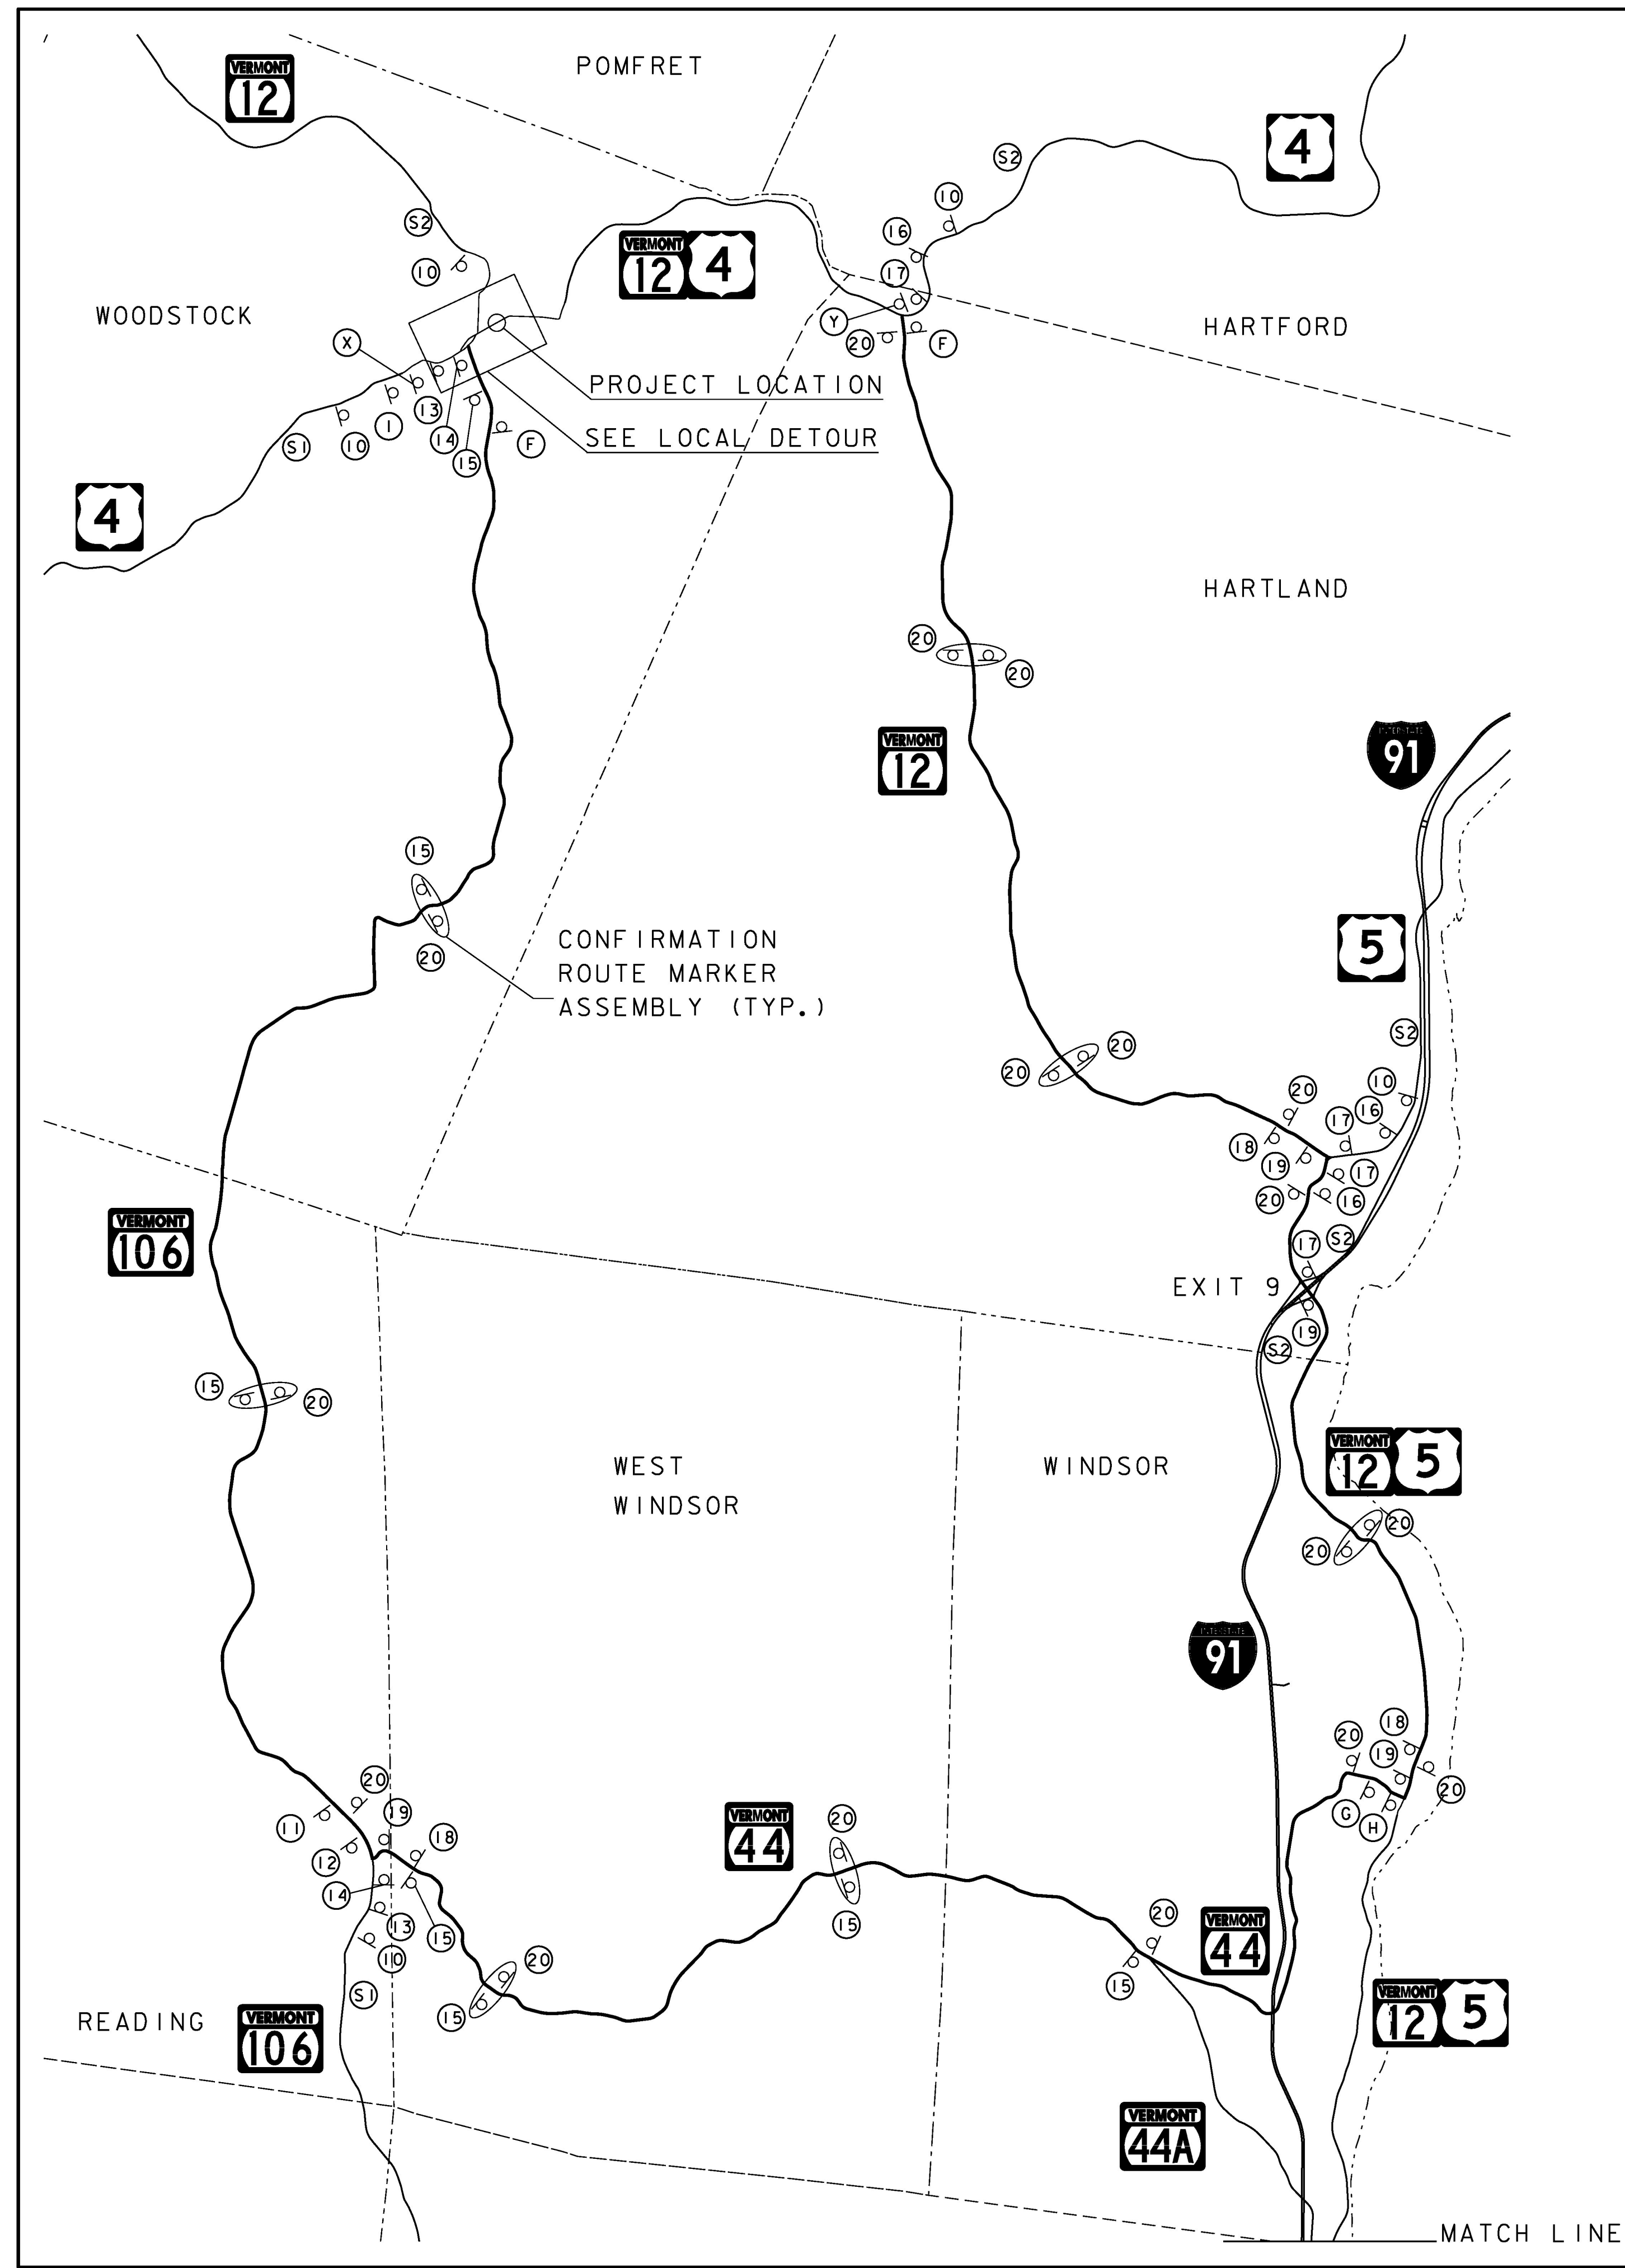 POMFRET
VERMONT
12
4
S2
10
S2
16
10
VERMONT
12
4
17
WOODSTOCK
HARTFORD
Y
X
20
F
PROJECT LOCATION
13
SEE LOCAL DETOUR
S1
10
1
14
F
15
4
HARTLAND
20
20
VERMONT
12
INTERSTATE
91
15
5
CONFIRMATION
ROUTE MARKER
ASSEMBLY (TYP.)
20
S2
20
20
10
20
17
16
18
19
17
20
16
VERMONT
106
17
S2
EXIT 9
19
S2
15
20
WEST
WINDSOR
WINDSOR
VERMONT
12
5
20
20
INTERSTATE
91
18
20
19
20
20
G
H
11
19
VERMONT
44
20
18
12
14
13
15
15
20
VERMONT
44
10
20
S1
15
15
READING
VERMONT
106
VERMONT
12
5
VERMONT
44A
MATCH LINE